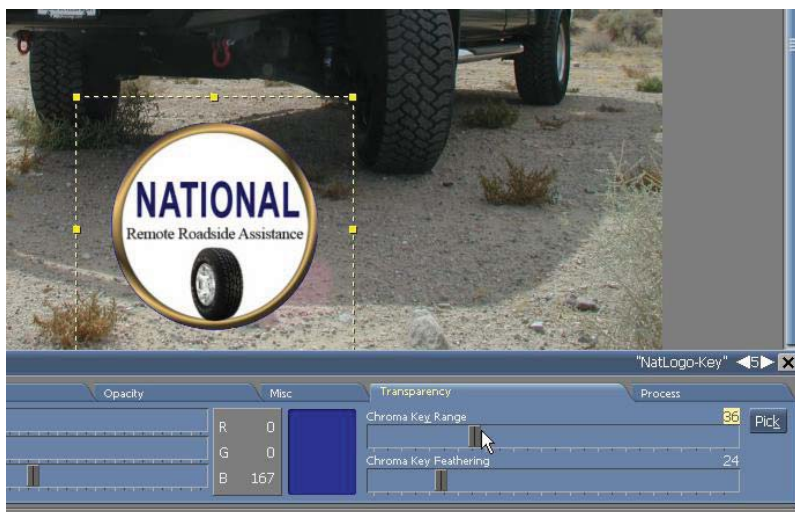 NATIONAL
Remote Roadside Assistance
"NatLogo-Key" 5
Opacity
Misc
Transparency
Process
R 0
G 0
B 167
Chroma Key Range 36
Pick
Chroma Key Feathering 24